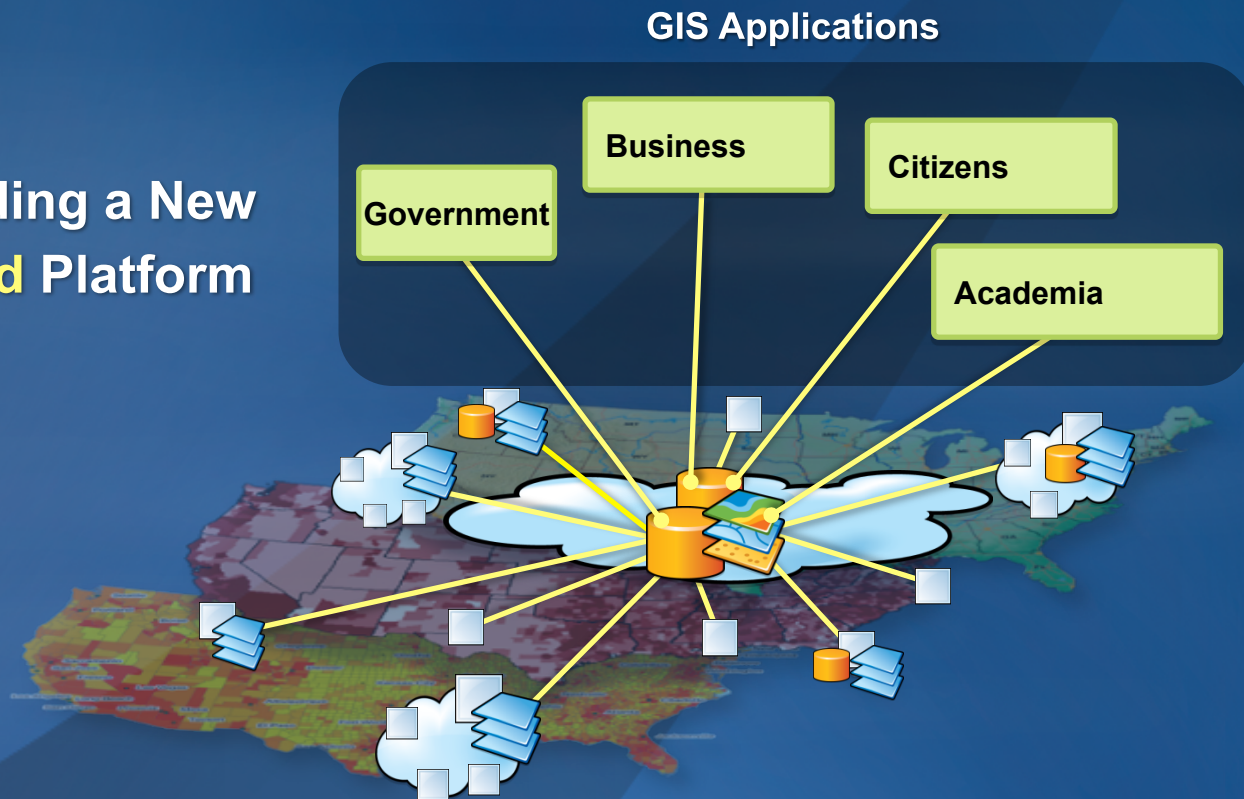 GIS Applications
ling a New
d Platform
Government
Business
Citizens
Academia